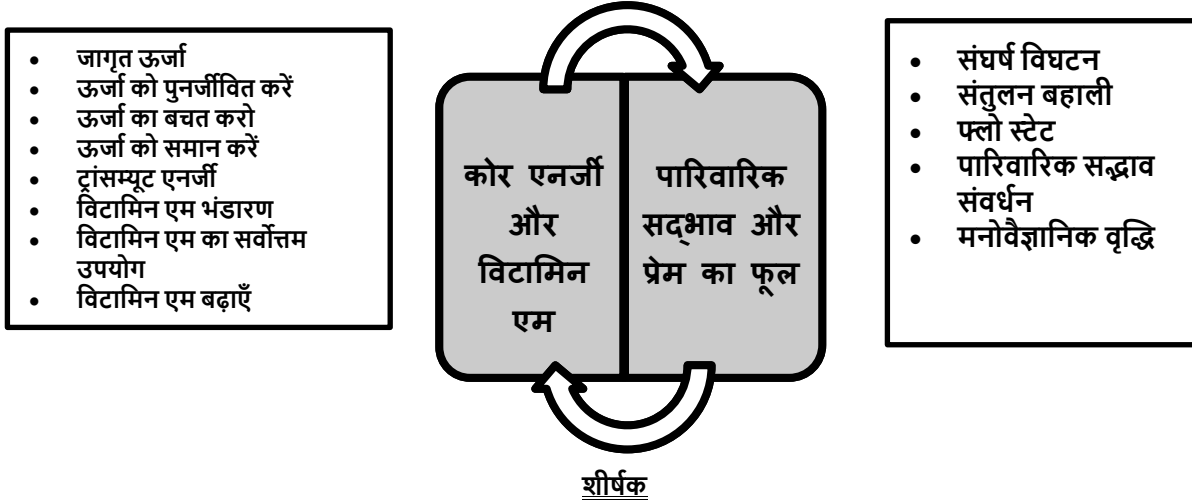 जागृत ऊर्जा
ऊर्जा को पुनर्जीवित करें
ऊर्जा का बचत करो
ऊर्जा को समान करें
ट्रांसम्यूट एनर्जी
विटामिन एम भंडारण
विटामिन एम का सर्वोत्तम
उपयोग
विटामिन एम बढ़ाएँ
कोर एनर्जी
और
विटामिन
एम
पारिवारिक
सद्भाव और
प्रेम का फूल
संघर्ष विघटन
संतुलन बहाली
फ्लो स्टेट
पारिवारिक सद्भाव
संवर्धन
मनोवैज्ञानिक वृद्धि
शीर्षक